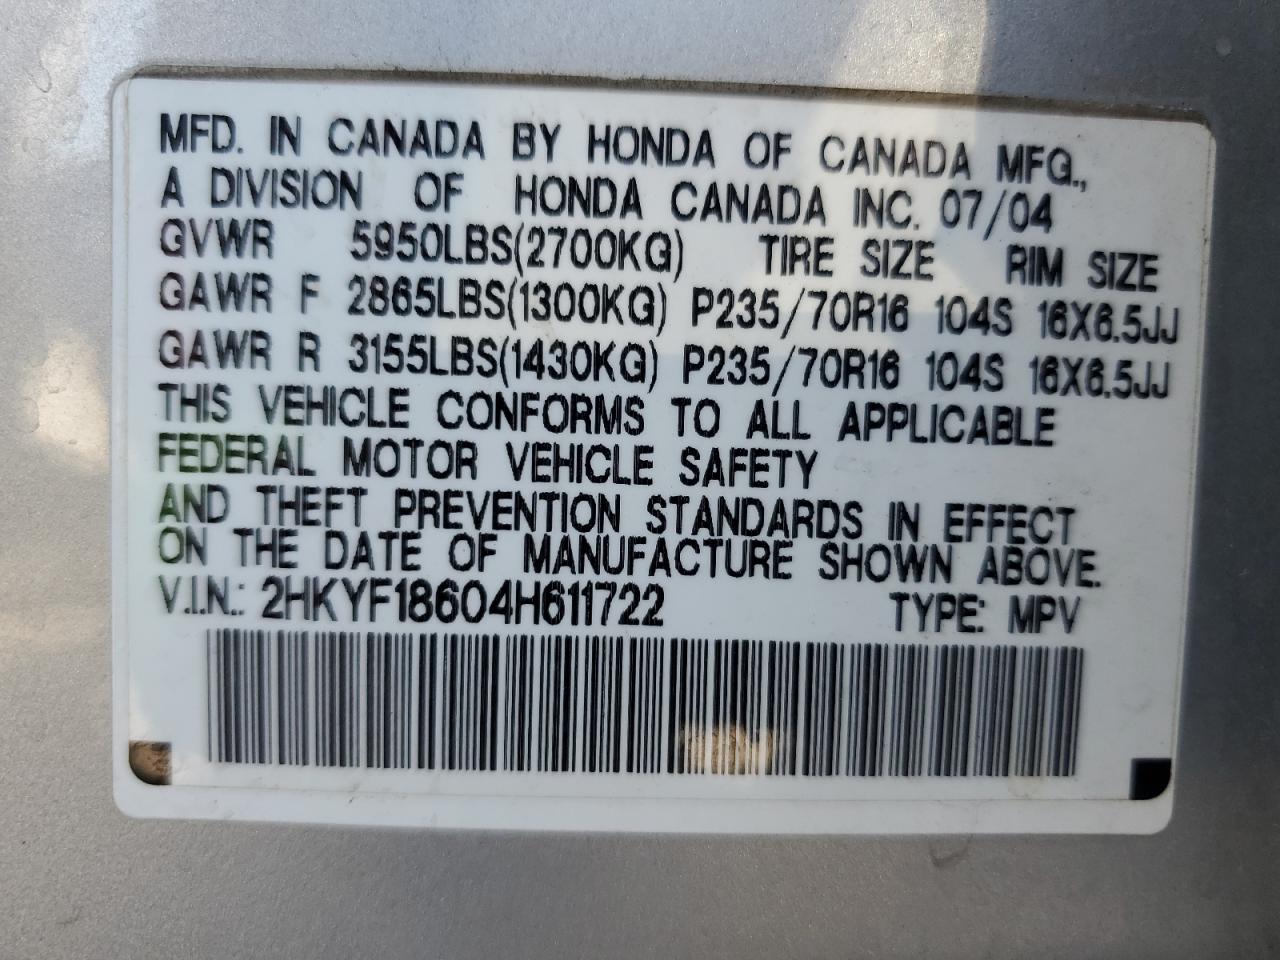 MFD. IN CANADA BY HONDA OF CANADA MFG.,
A DIVISION OF HONDA CANADA INC. 07/04
GVWR 5950LBS(2700KG) TIRE SIZE RIM SIZE
GAWR F 2865LBS(1300KG) P235/70R16 104S 16X6.5JJ
GAWR R 3155LBS(1430KG) P235/70R16 104S 16X6.5JJ
THIS VEHICLE CONFORMS TO ALL APPLICABLE
FEDERAL MOTOR VEHICLE SAFETY
AND THEFT PREVENTION STANDARDS IN EFFECT
ON THE DATE OF MANUFACTURE SHOWN ABOVE.
V.I.N.: 2HKYF18604H611722 TYPE: MPV